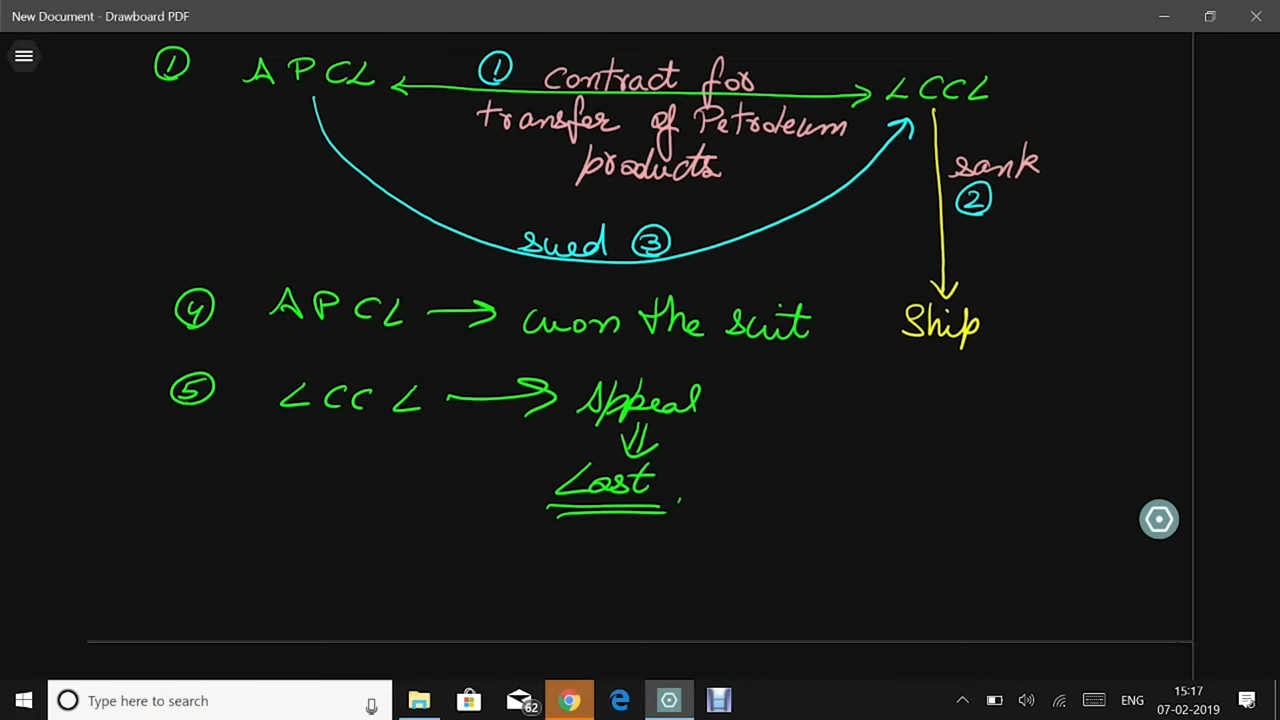 New Document - Drawboard PDF
① APCL ① Contract for LCCL
transfer of Petroleum
products
sank
②
sued ③
④ APCL → won the suit
Ship
⑤ LCCL → Appeal
Lost
Type here to search
62
ENG
15:17
07-02-2019